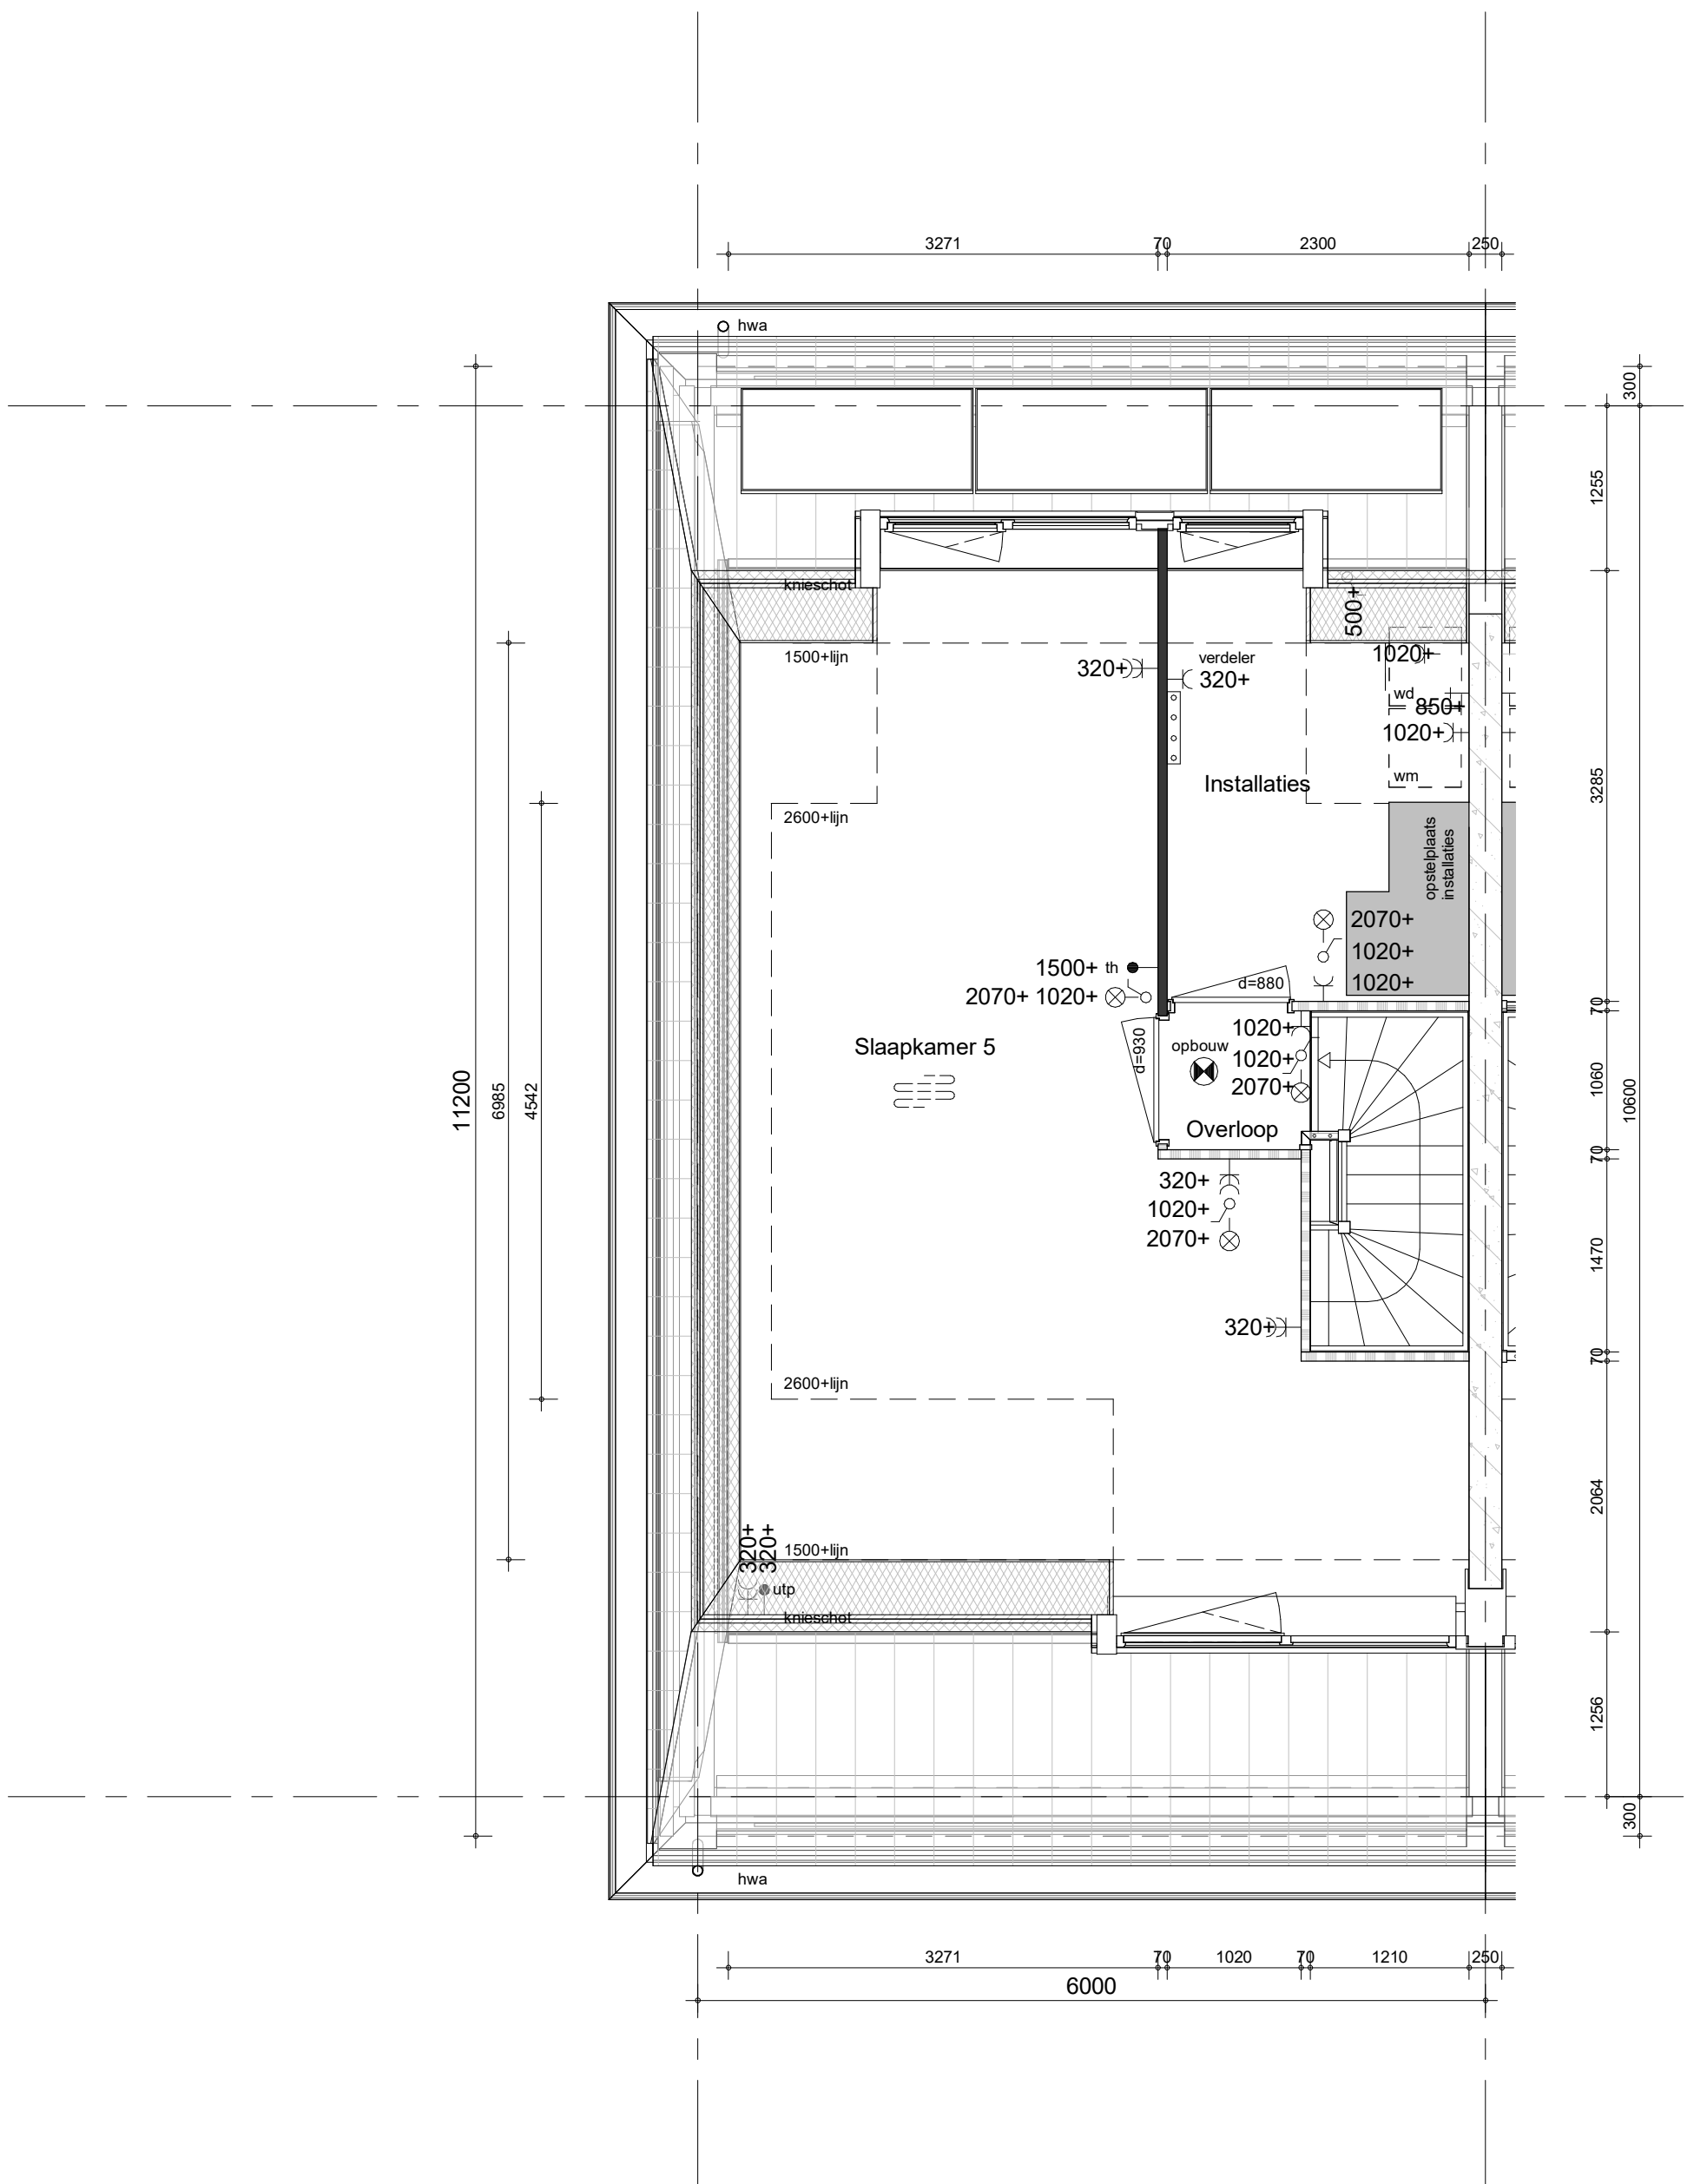 3271 70 2300 250
hwa
300
knieschot
500+
1255
1500+lijn
320+
verdeler
320+
1020+
wd
850+
1020+
wm
Installaties
3285
2600+lijn
opstelplaats
installaties
2070+
1020+
1020+
1500+ th
2070+ 1020+
d=880
70
d=930
1020+
opbouw
1020+
2070+
Slaapkamer 5
11200
6985
4542
1060
10600
Overloop
70
320+
1020+
2070+
1470
320+
70
2600+lijn
2064
320+
320+
1500+lijn
utp
knieschot
1256
300
hwa
3271 70 1020 70 1210 250
6000